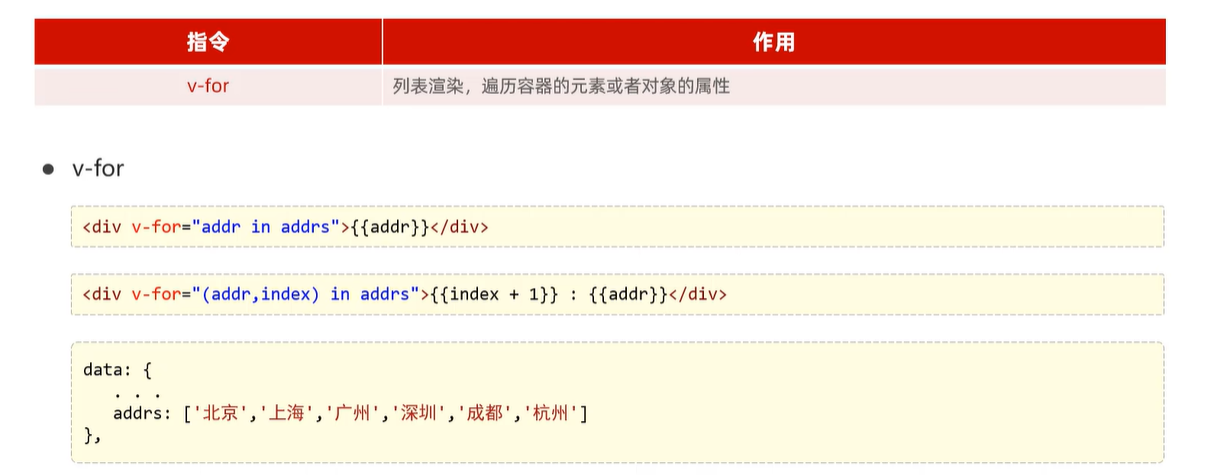 指令 作用
v-for 列表渲染，遍历容器的元素或者对象的属性
● v-for
<div v-for="addr in addrs">{{addr}}</div>
<div v-for="(addr,index) in addrs">{{index + 1}} : {{addr}}</div>
data: {
. . .
addrs: ['北京','上海','广州','深圳','成都','杭州']
},